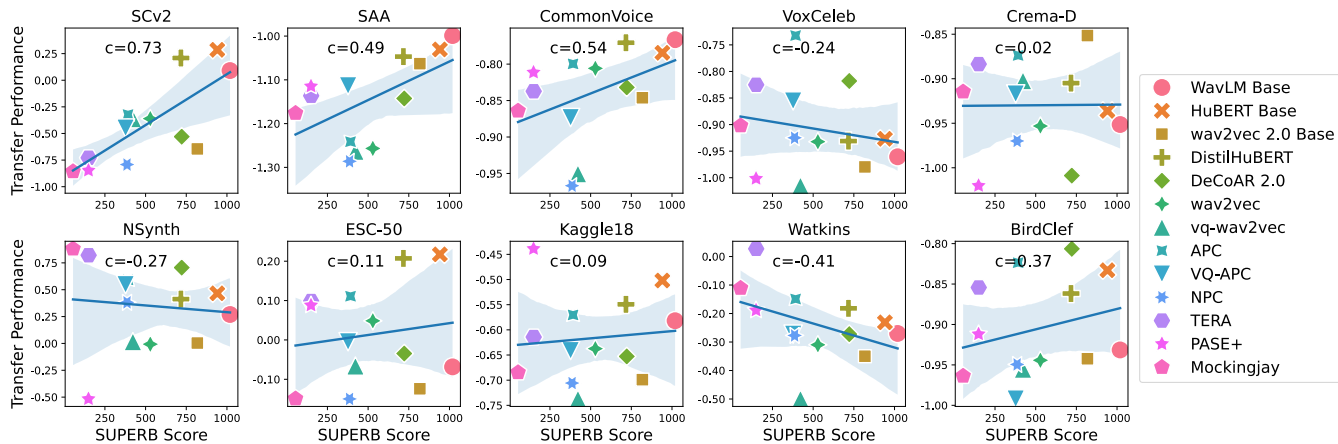 SCv2
SAA
CommonVoice
VoxCeleb
Crema-D
Transfer Performance
0.25
0.00
-0.25
-0.50
-0.75
-1.00
c=0.73
-1.00
-1.10
-1.20
-1.30
c=0.49
-0.80
-0.85
-0.90
-0.95
c=0.54
-0.75
-0.80
-0.85
-0.90
-0.95
-1.00
c=-0.24
-0.85
-0.90
-0.95
-1.00
c=0.02
250 500 750 1000
250 500 750 1000
250 500 750 1000
250 500 750 1000
250 500 750 1000
NSynth
ESC-50
Kaggle18
Watkins
BirdClef
Transfer Performance
0.75
0.50
0.25
0.00
-0.25
-0.50
c=-0.27
0.20
0.10
0.00
-0.10
c=0.11
-0.45
-0.50
-0.55
-0.60
-0.65
-0.70
-0.75
c=0.09
0.00
-0.10
-0.20
-0.30
-0.40
-0.50
c=-0.41
-0.80
-0.85
-0.90
-0.95
-1.00
c=0.37
0 250 500 750 1000
0 250 500 750 1000
0 250 500 750 1000
0 250 500 750 1000
0 250 500 750 1000
SUPERB Score
SUPERB Score
SUPERB Score
SUPERB Score
SUPERB Score
WavLM Base
HuBERT Base
wav2vec 2.0 Base
DistilHuBERT
DeCoAR 2.0
wav2vec
vq-wav2vec
APC
VQ-APC
NPC
TERA
PASE+
Mockingjay